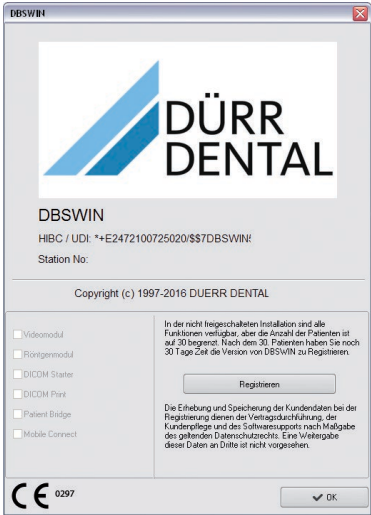 DBSWIN
DÜRR
DENTAL
DBSWIN
HIBC / UDI: *+E2472100725020/$$7DBSWIN
Station No:
Copyright (c) 1997-2016 DUERR DENTAL
Videomodul
Röntgenmodul
DICOM Starter
DICOM Print
Patient Bridge
Mobile Connect
In der nicht freigeschalteten Installation sind alle
Funktionen verfügbar, aber die Anzahl der Patienten ist
auf 30 begrenzt. Nach dem 30. Patienten haben Sie noch
30 Tage Zeit die Version von DBSWIN zu Registrieren.
Registrieren
Die Erhebung und Speicherung der Kundendaten bei der
Registrierung dienen der Vertragsdurchführung, der
Kundenpflege und des Softwaresupports nach Maßgabe
des geltenden Datenschutzrechts. Eine Weitergabe
dieser Daten an Dritte ist nicht vorgesehen.
CE 0297
OK